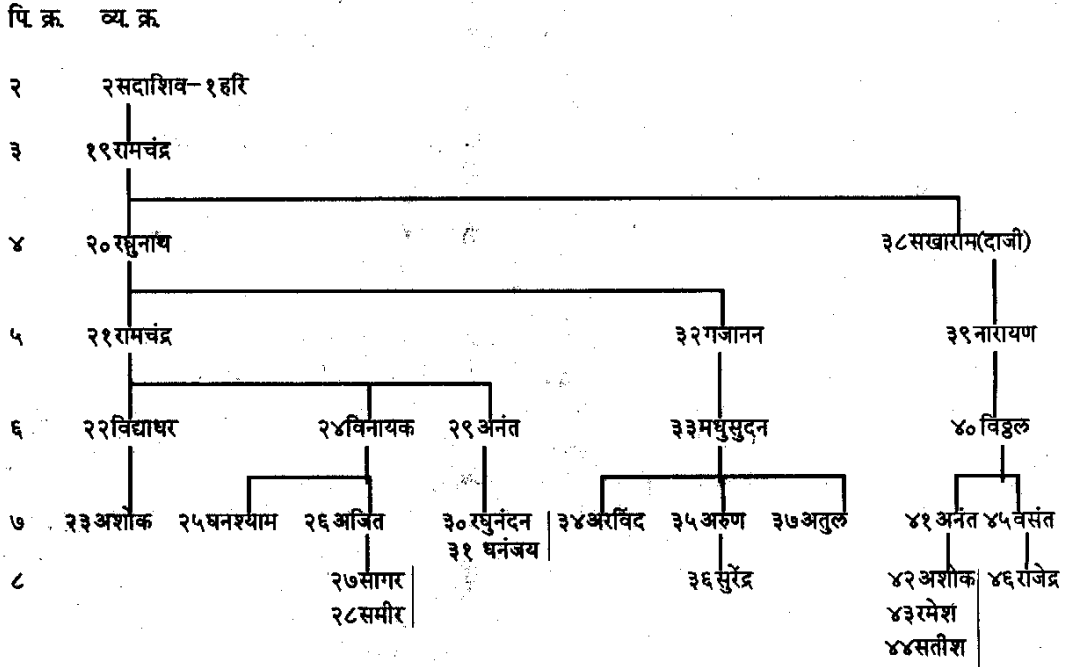 पि. क्र. व्य. क्र.
२ २सदाशिव-१हरि
३ १९रामचंद्र
४ २०रघुनाथ ३८सखाराम(दाजी)
५ २१रामचंद्र ३२गजानन ३९नारायण
६ २२विद्याधर २४विनायक २९अनंत ३३मधुसुदन ४०विठ्ठल
७ २३अशोक २५घनश्याम २६अजित ३०रघुनंदन ३४अरविंद ३५अरुण ३७अतुल ४१अनंत ४५वसंत
३१ धनंजय
८ २७सागर ३६सुरेंद्र ४२अशोक ४६राजेंद्र
२८समीर ४३रमेश
४४सतीश